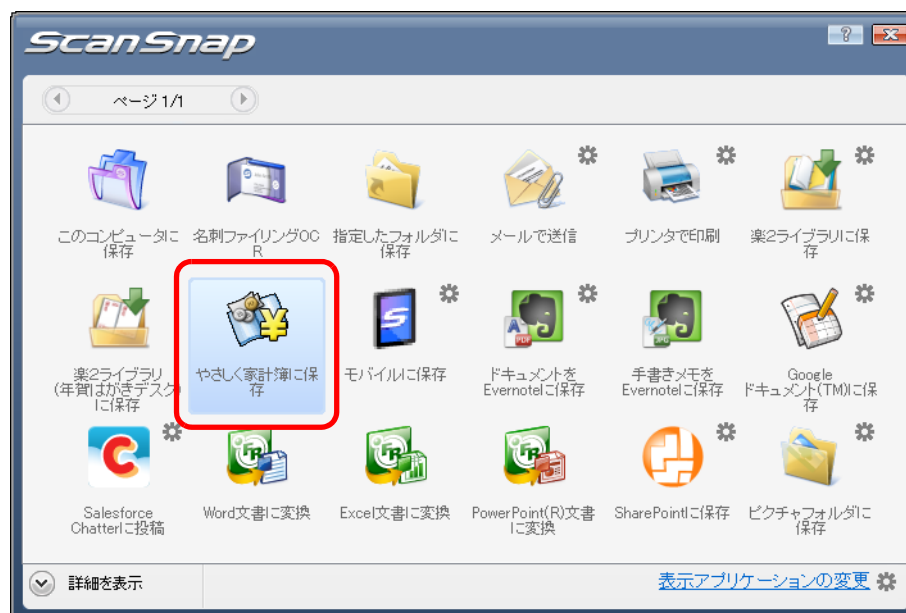 ScanSnap
ページ 1/1
このコンピュータに
保存
名刺ファイリングOC
R
指定したフォルダに
保存
メールで送信
プリンタで印刷
楽2ライブラリに保
存
楽2ライブラリ
(年賀はがきデスク)
に保存
やさしく家計簿に保
存
モバイルに保存
ドキュメントを
Evernoteに保存
手書きメモを
Evernoteに保存
Google
ドキュメント(TM)に保
存
Salesforce
Chatterに投稿
Word文書に変換
Excel文書に変換
PowerPoint(R)文書
に変換
SharePointに保存
ピクチャフォルダに
保存
詳細を表示
表示アプリケーションの変更